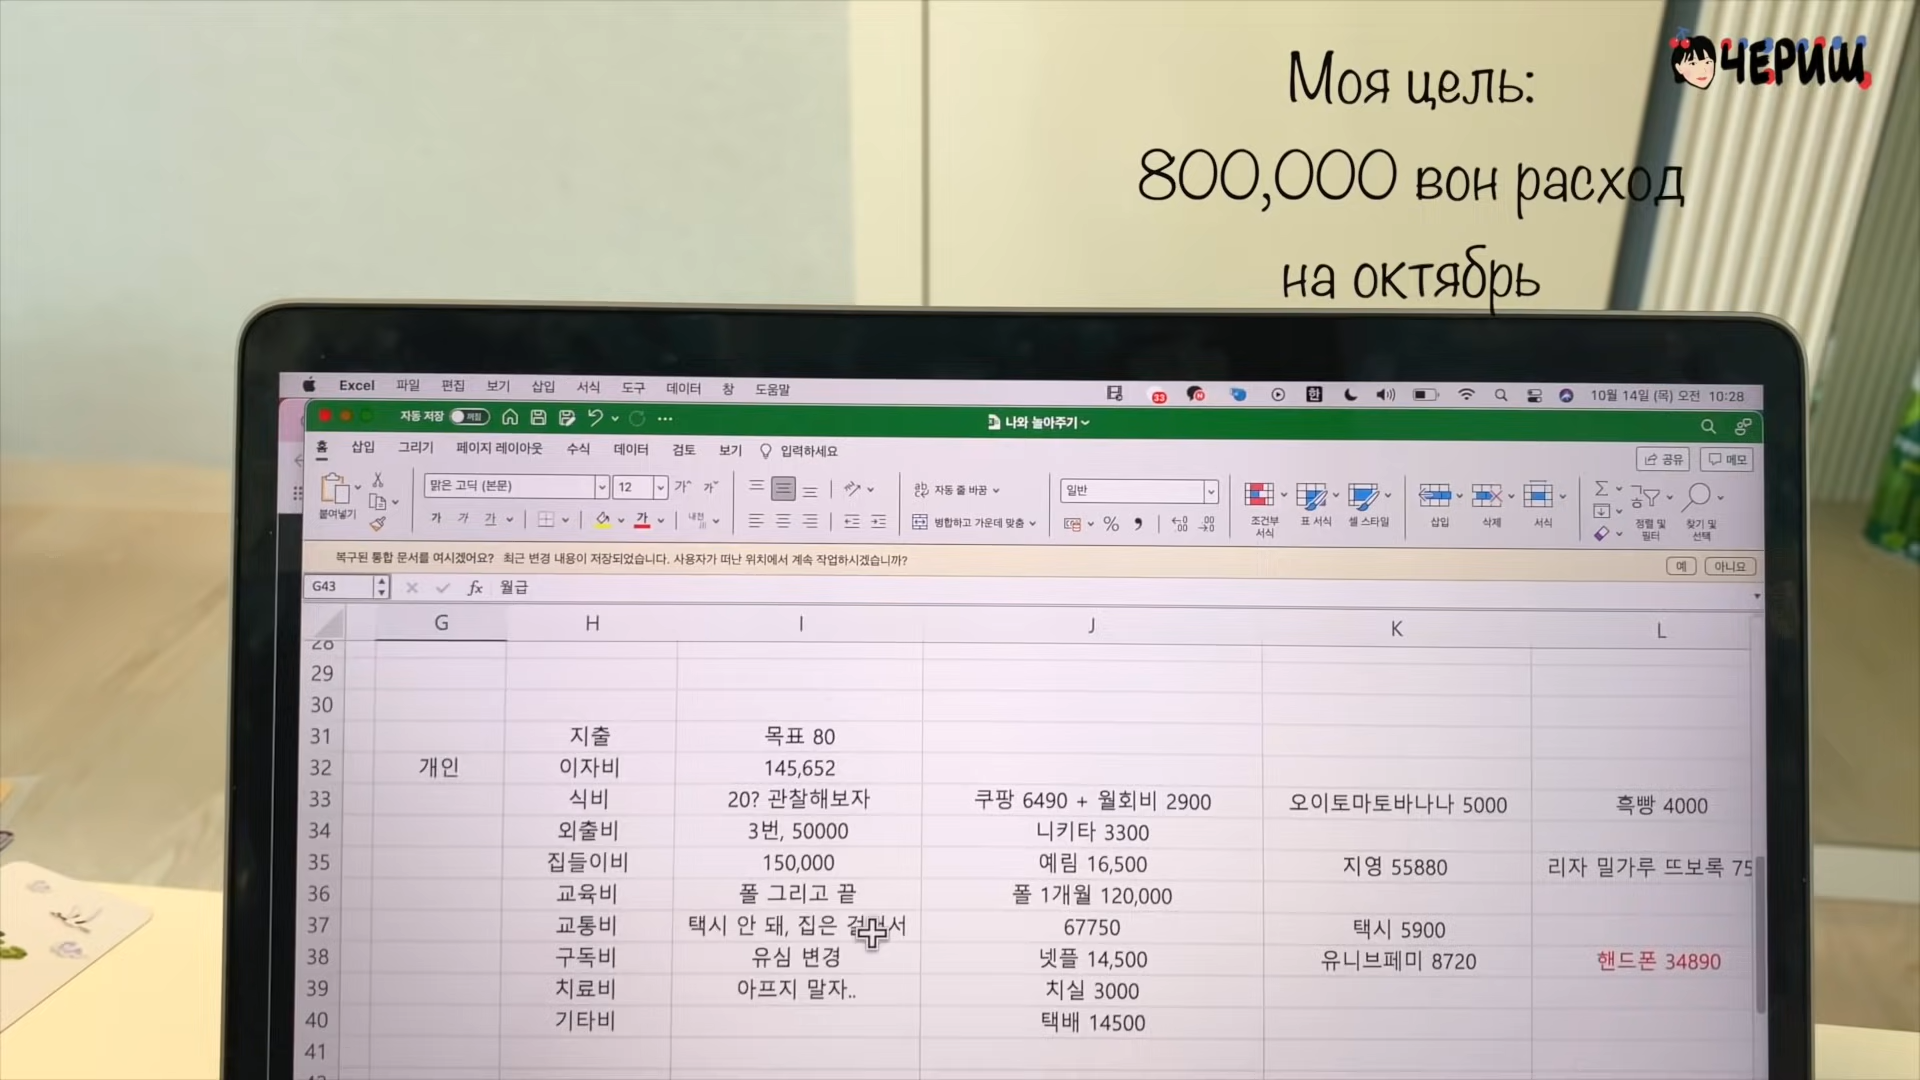 Моя цель:
800,000 вон расход
на октябрь
ЧЕРИШ
Excel 파일 편집 보기 삽입 서식 도구 데이터 창 도움말
33
한
10월 14일 (목) 오전 10:28
자동 저장
나와 놀아주기
홈 삽입 그리기 페이지 레이아웃 수식 데이터 검토 보기 입력하세요
공유 메모
붙여넣기
맑은 고딕 (본문) 12 가 가
가 가 가 가 내천
자동 줄 바꿈
병합하고 가운데 맞춤
일반
조건부 서식 표 서식 셀 스타일
삽입 삭제 서식
정렬 및 필터 찾기 및 선택
복구된 통합 문서를 여시겠어요? 최근 변경 내용이 저장되었습니다. 사용자가 떠난 위치에서 계속 작업하시겠습니까? 예 아니요
G43 fx 월급
G H I J K L
28
29
30
31 지출 목표 80
32 개인 이자비 145,652
33 식비 20? 관찰해보자 쿠팡 6490 + 월회비 2900 오이토마토바나나 5000 흑빵 4000
34 외출비 3번, 50000 니키타 3300
35 집들이비 150,000 예림 16,500 지영 55880 리자 밀가루 뜨보록 75
36 교육비 폴 그리고 끝 폴 1개월 120,000
37 교통비 택시 안 돼, 집은 67750 택시 5900
38 구독비 유심 변경 넷플 14,500 유니브페미 8720 핸드폰 34890
39 치료비 아프지 말자.. 치실 3000
40 기타비 택배 14500
41